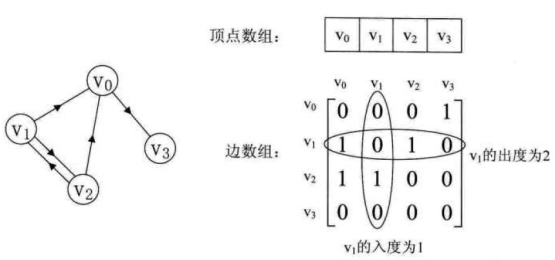 顶点数组： v₀ v₁ v₂ v₃
v₀
v₁
v₂
v₃
边数组：
v₀ v₁ v₂ v₃
v₀ 0 0 0 1
v₁ 1 0 1 0
v₂ 1 1 0 0
v₃ 0 0 0 0
v₁的出度为2
v₁的入度为1